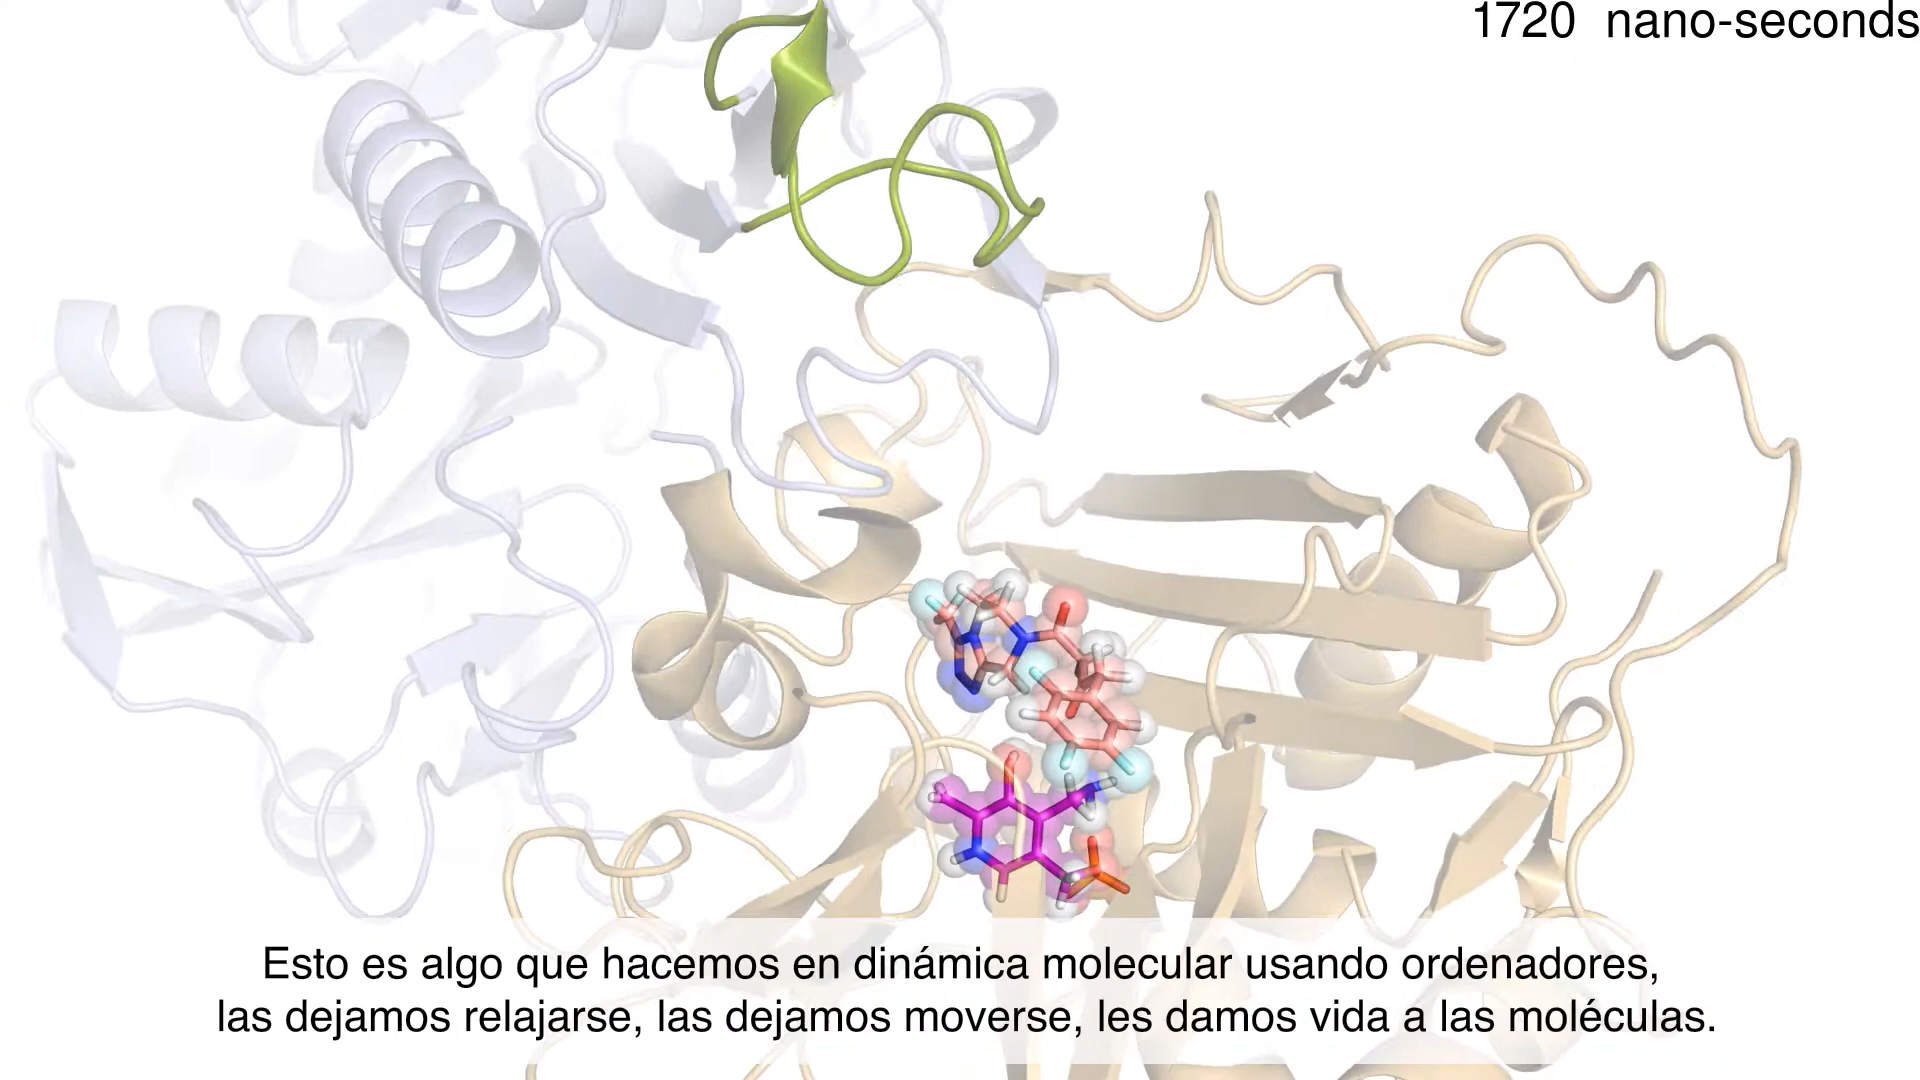 1720 nano-seconds
Esto es algo que hacemos en dinámica molecular usando ordenadores,
las dejamos relajarse, las dejamos moverse, les damos vida a las moléculas.